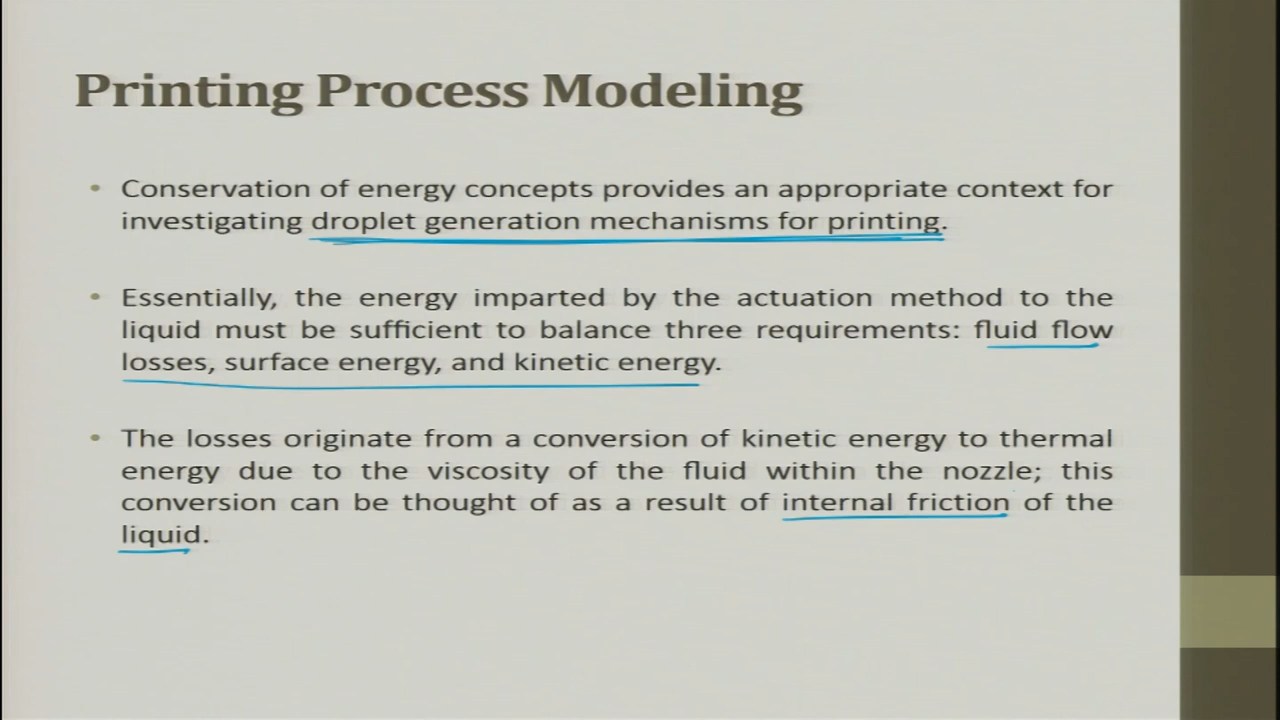 Printing Process Modeling
• Conservation of energy concepts provides an appropriate context for
investigating droplet generation mechanisms for printing.
• Essentially, the energy imparted by the actuation method to the
liquid must be sufficient to balance three requirements: fluid flow
losses, surface energy, and kinetic energy.
• The losses originate from a conversion of kinetic energy to thermal
energy due to the viscosity of the fluid within the nozzle; this
conversion can be thought of as a result of internal friction of the
liquid.